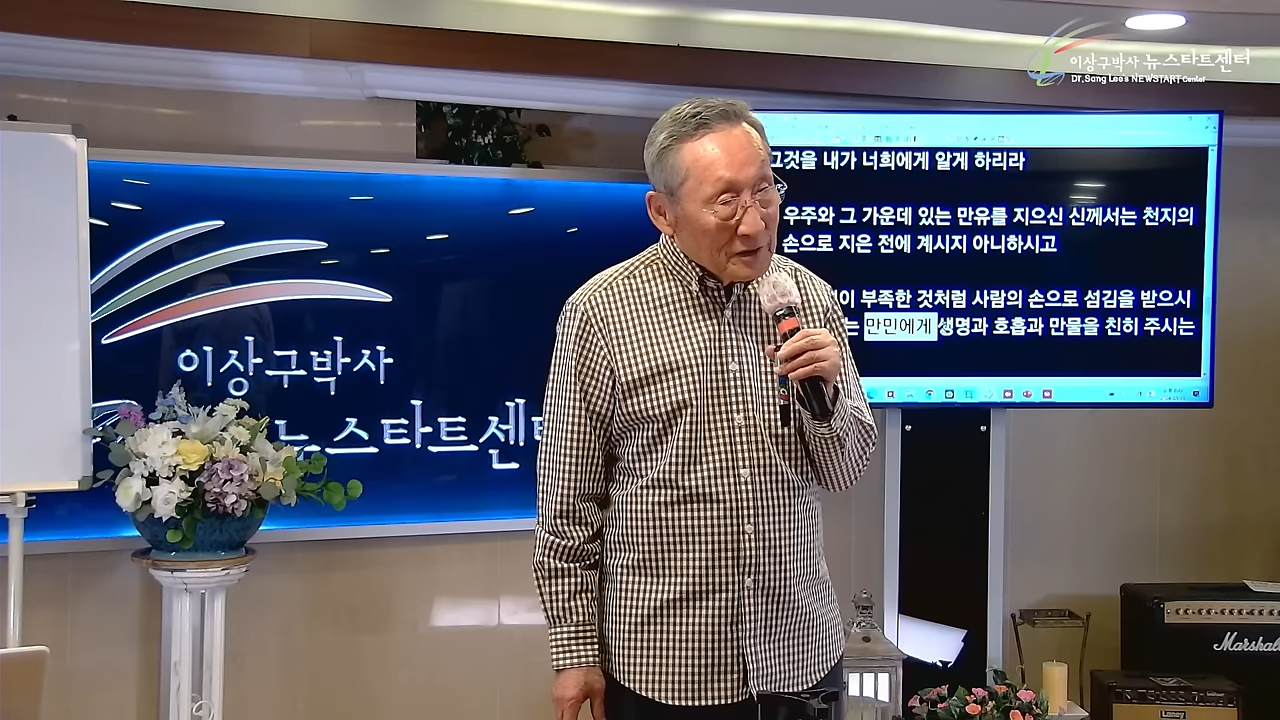 이상구박사 뉴스타트센터
Dr. Sang Lee's NEWSTART Center
그것을 내가 너희에게 알게 하리라
우주와 그 가운데 있는 만유를 지으신 신께서는 천지의
손으로 지은 전에 계시지 아니하시고
부족한 것처럼 사람의 손으로 섬김을 받으시
는 만민에게 생명과 호흡과 만물을 친히 주시는
이상구박사
뉴스타트센
Marshall
Laney